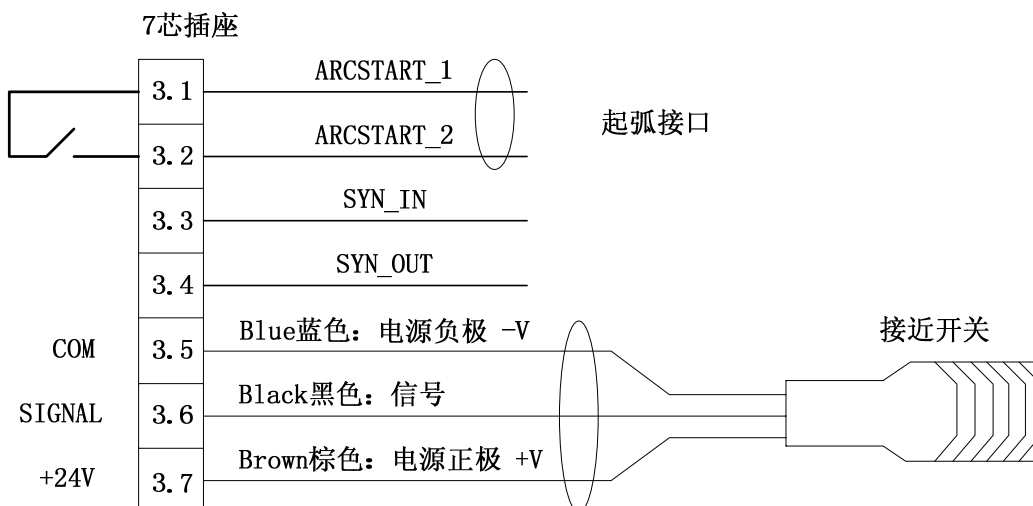 7芯插座
3.1 ARCSTART_1
起弧接口
3.2 ARCSTART_2
3.3 SYN_IN
3.4 SYN_OUT
COM 3.5 Blue蓝色：电源负极 -V
接近开关
SIGNAL 3.6 Black黑色：信号
+24V 3.7 Brown棕色：电源正极 +V